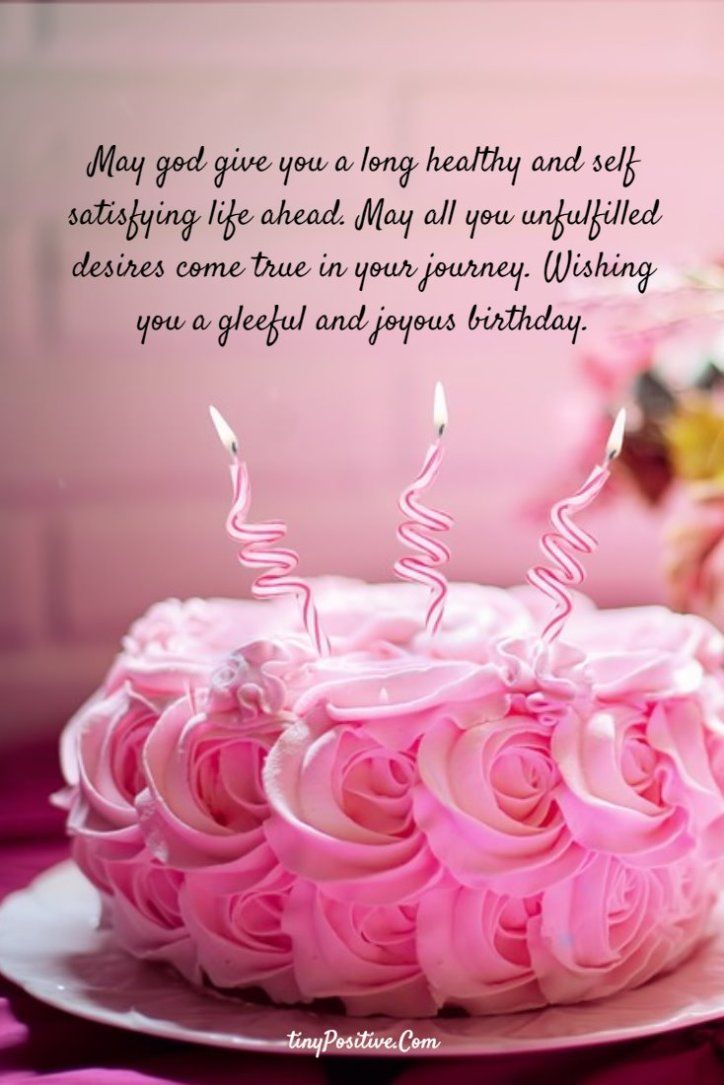 May god give you a long healthy and self
satisfying life ahead. May all you unfulfilled
desires come true in your journey. Wishing
you a gleeful and joyous birthday.
tinyPositive.Com